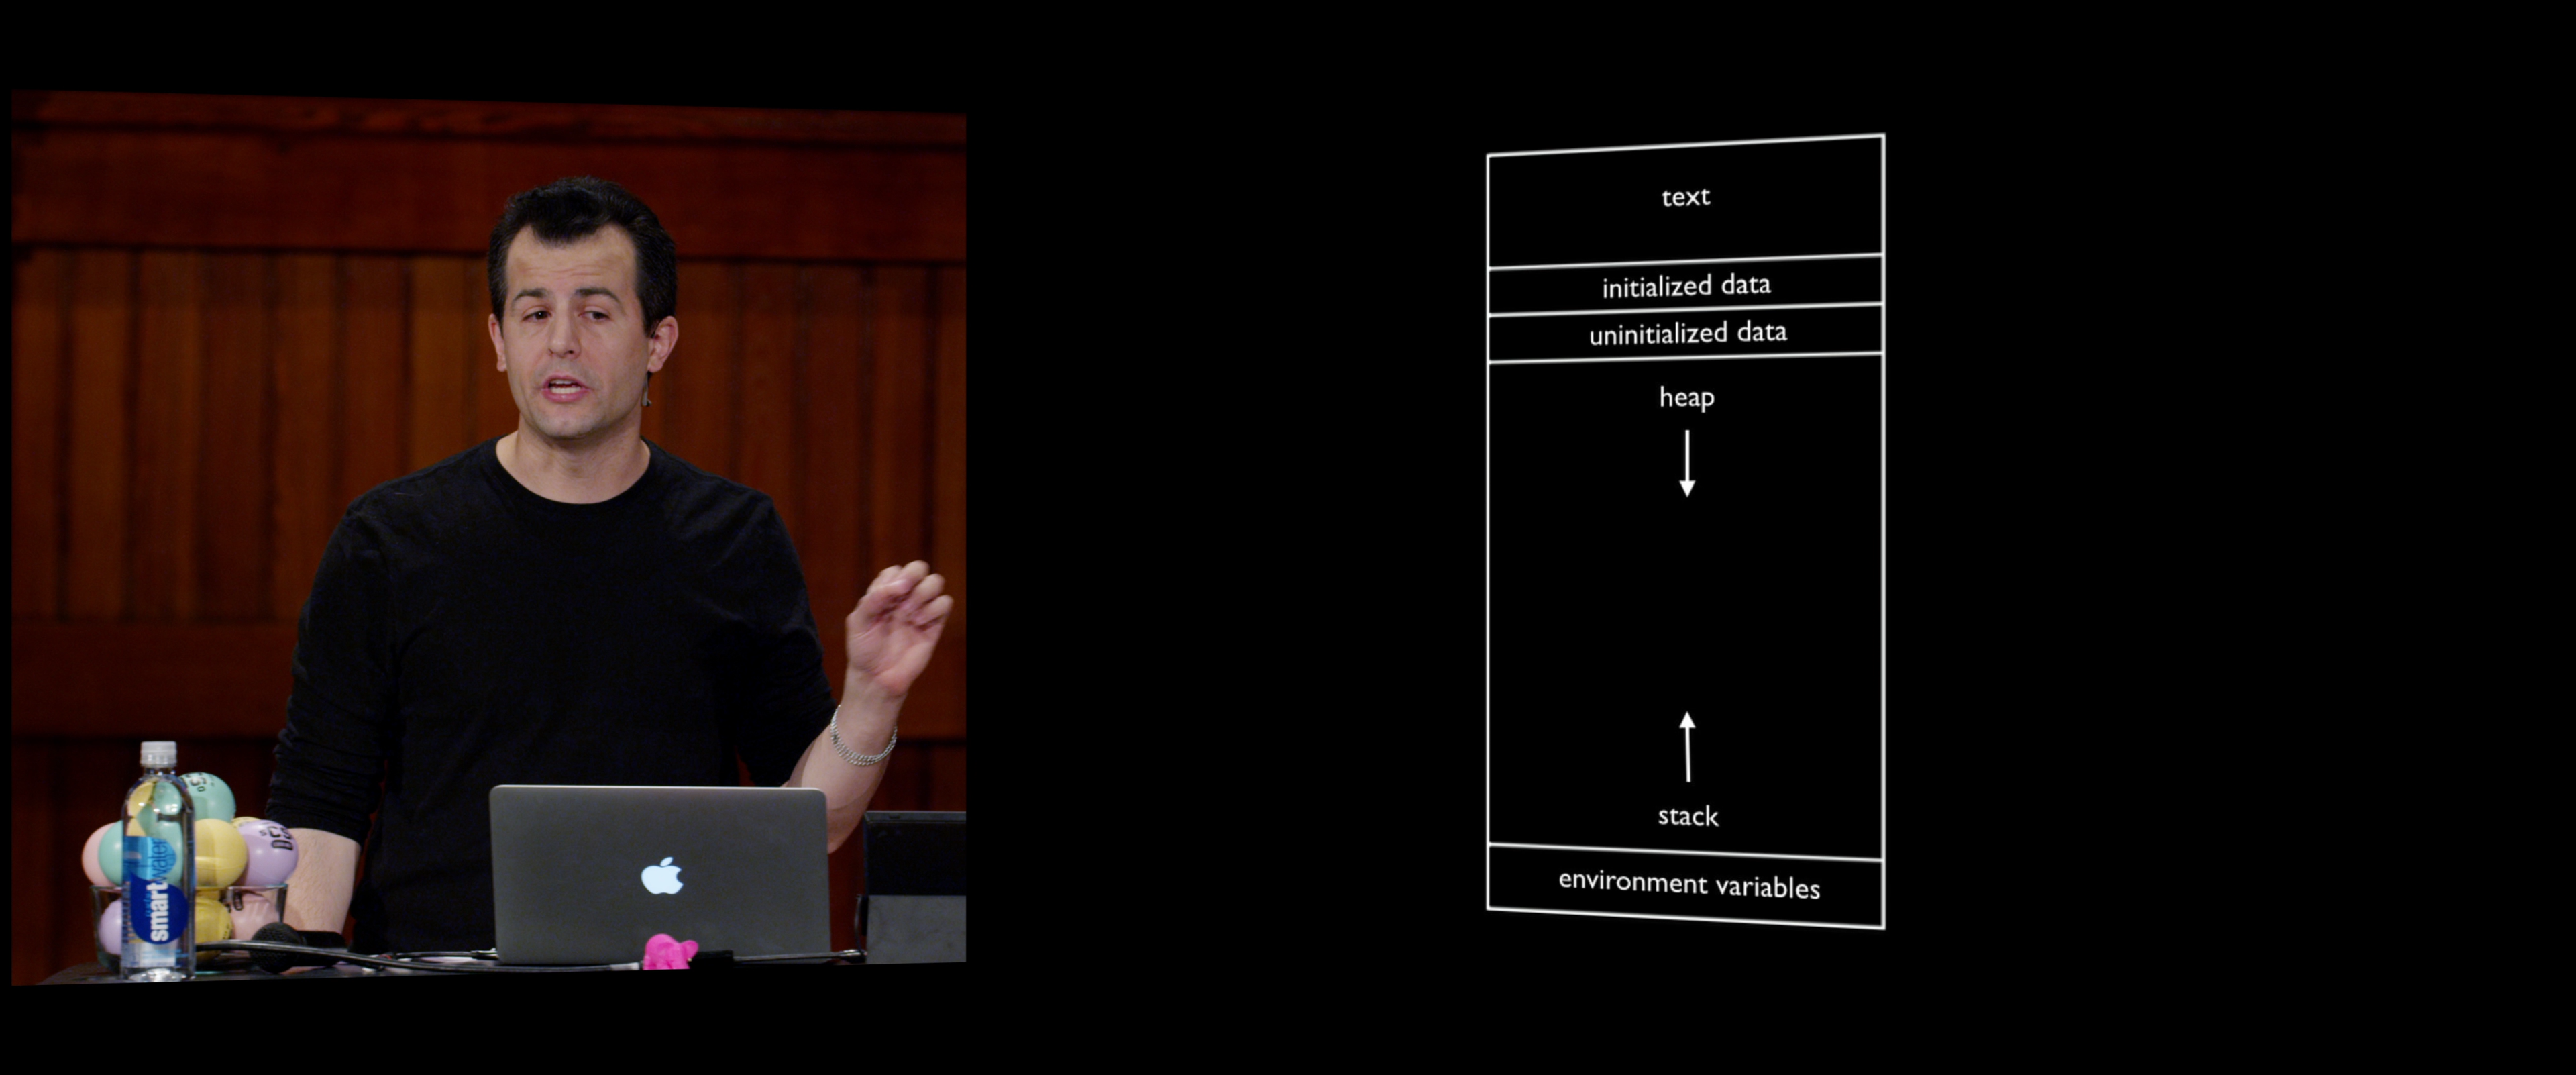 smartwater
text
initialized data
uninitialized data
heap
stack
environment variables